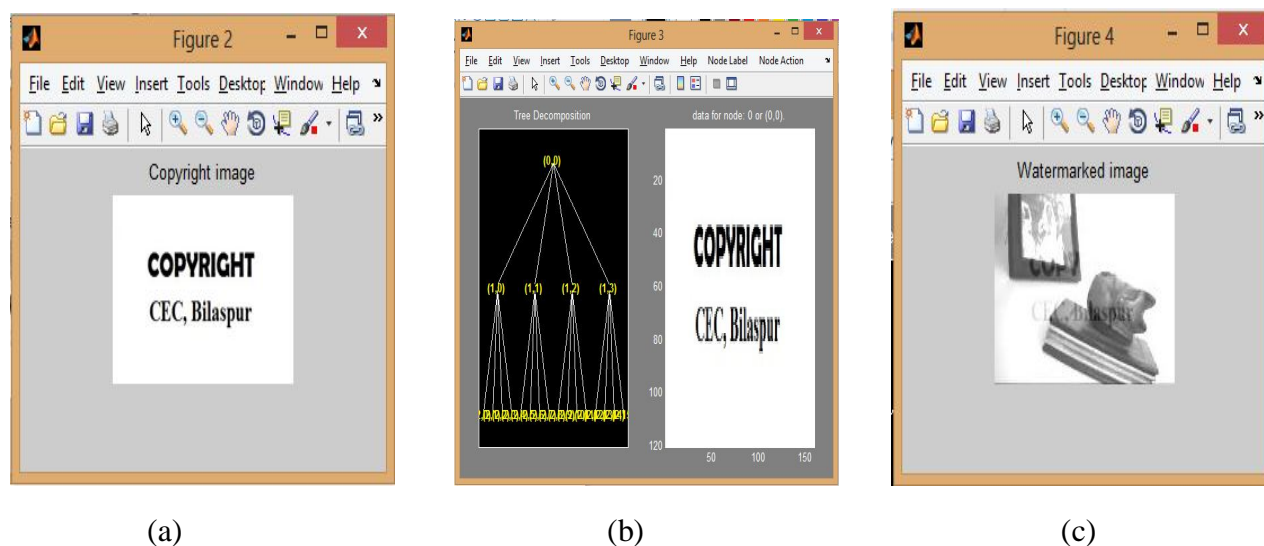 Figure 2
File Edit View Insert Tools Desktop Window Help
Copyright image
COPYRIGHT
CEC, Bilaspur
(a)
Figure 3
File Edit View Insert Tools Desktop Window Help Node Label Node Action
Tree Decomposition
(0,0)
(1,0) (1,1) (1,2) (1,3)
data for node: 0 or (0,0).
20
40
60
80
100
120
COPYRIGHT
CEC, Bilaspur
50 100 150
(b)
Figure 4
File Edit View Insert Tools Desktop Window Help
Watermarked image
COPY
CEC, Bilaspur
(c)